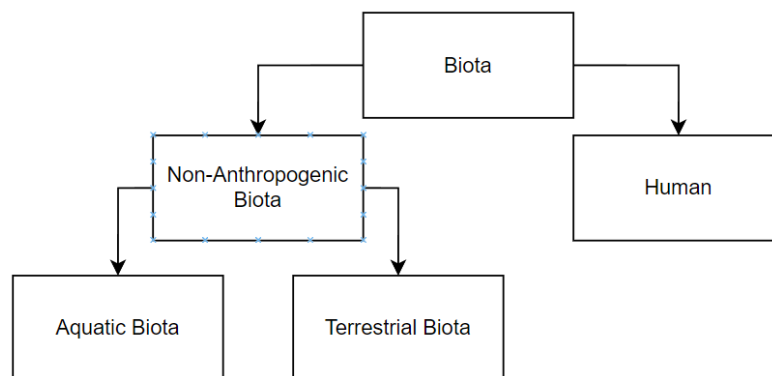 Biota
Non-Anthropogenic
Biota
Human
Aquatic Biota
Terrestrial Biota